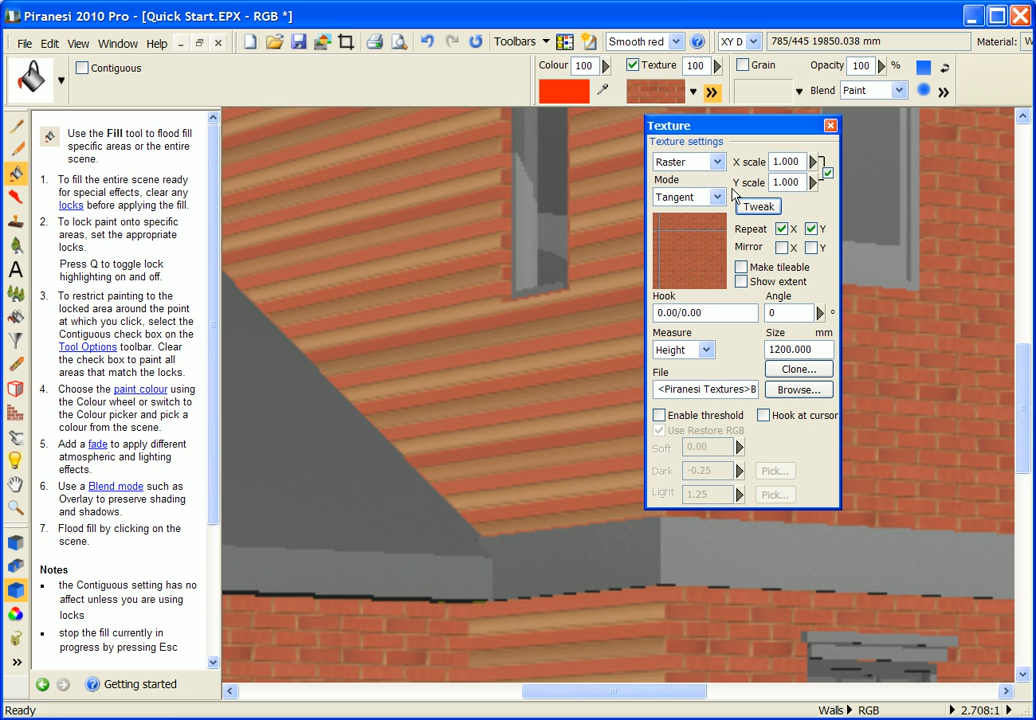 Piranesi 2010 Pro - [Quick Start.EPX - RGB *]
File Edit View Window Help Toolbars Smooth red XY D 785/445 19850.038 mm Material:
Contiguous Colour 100 Texture 100 Grain Opacity 100 %
Blend Paint
Use the Fill tool to flood fill
specific areas or the entire
scene.
1. To fill the entire scene ready
for special effects, clear any
locks before applying the fill.
2. To lock paint onto specific
areas, set the appropriate
locks.
Press Q to toggle lock
highlighting on and off.
3. To restrict painting to the
locked area around the
point at which you click,
select the
Contiguous check box on the
Tool Options toolbar. Clear
the check box to paint all
areas that match the locks.
4. Choose the paint colour using
the Colour wheel or switch to
the Colour picker and pick a
colour from the scene.
5. Add a fade to apply different
atmospheric and lighting
effects.
6. Use a Blend mode such as
Overlay to preserve shading
and shadows.
7. Flood fill by clicking on the
scene.
Notes
▪ the Contiguous setting has no
affect unless you are using
locks
▪ stop the fill currently in
progress by pressing Esc
Getting started
Texture
Texture settings
Raster X scale 1.000
Mode Y scale 1.000
Tangent Tweak
Repeat X Y
Mirror X Y
Make tileable
Show extent
Hook Angle
0.00/0.00 0 °
Measure Size mm
Height 1200.000
Clone...
File
<Piranesi Textures>B Browse...
Enable threshold Hook at cursor
Use Restore RGB
Soft 0.00
Dark -0.25 Pick...
Light 1.25 Pick...
Ready Walls RGB 2.708:1